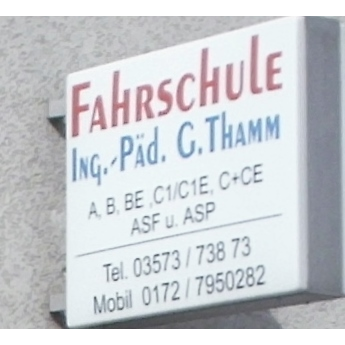 FAHRSCHULE
ING.-PÄD. G. THAMM
A, B, BE ,C1/C1E, C+CE
ASF u. ASP
Tel. 03573 / 738 73
Mobil 0172 / 7950282